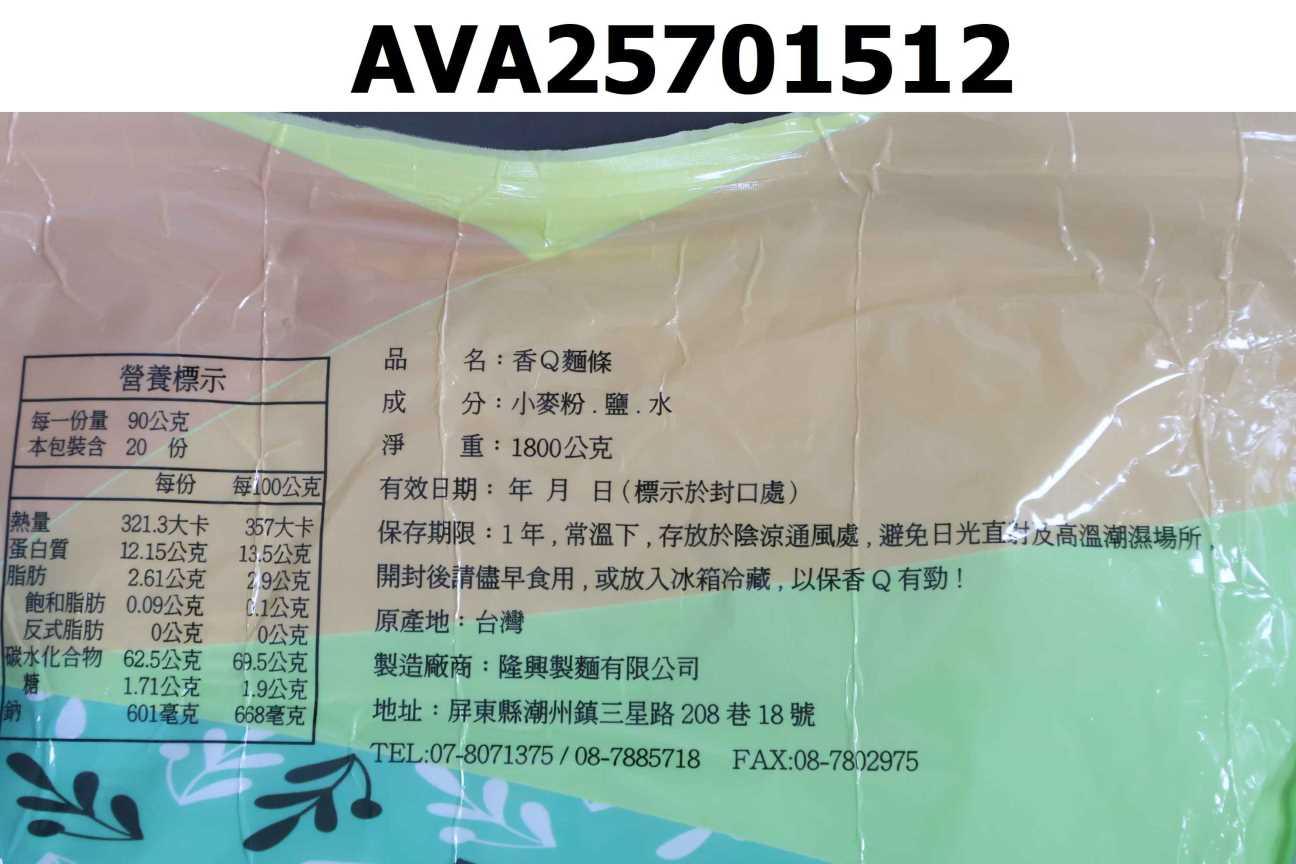 AVA25701512
營養標示
每一份量 90公克
本包裝含 20 份
每份 每100公克
熱量 321.3大卡 357大卡
蛋白質 12.15公克 13.5公克
脂肪 2.61公克 2.9公克
飽和脂肪 0.09公克 0.1公克
反式脂肪 0公克 0公克
碳水化合物 62.5公克 69.5公克
糖 1.71公克 1.9公克
鈉 601毫克 668毫克
品 名：香Q麵條
成 分：小麥粉 . 鹽 . 水
淨 重：1800公克
有效日期： 年 月 日(標示於封口處)
保存期限：1年 , 常溫下 , 存放於陰涼通風處 , 避免日光直射及高溫潮濕場所 ,
開封後請儘早食用 , 或放入冰箱冷藏 , 以保香Q有勁！
原產地：台灣
製造廠商：隆興製麵有限公司
地址：屏東縣潮州鎮三星路 208 巷 18 號
TEL:07-8071375 / 08-7885718 FAX:08-7802975